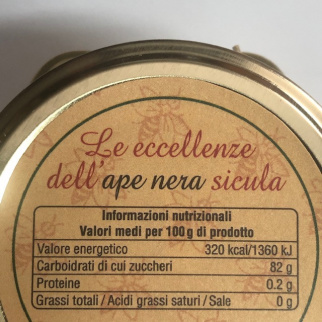 Le eccellenze
dell'ape nera sicula
Informazioni nutrizionali
Valori medi per 100 g di prodotto
Valore energetico 320 kcal/1360 kJ
Carboidrati di cui zuccheri 82 g
Proteine 0.2 g
Grassi totali / Acidi grassi saturi / Sale 0 g